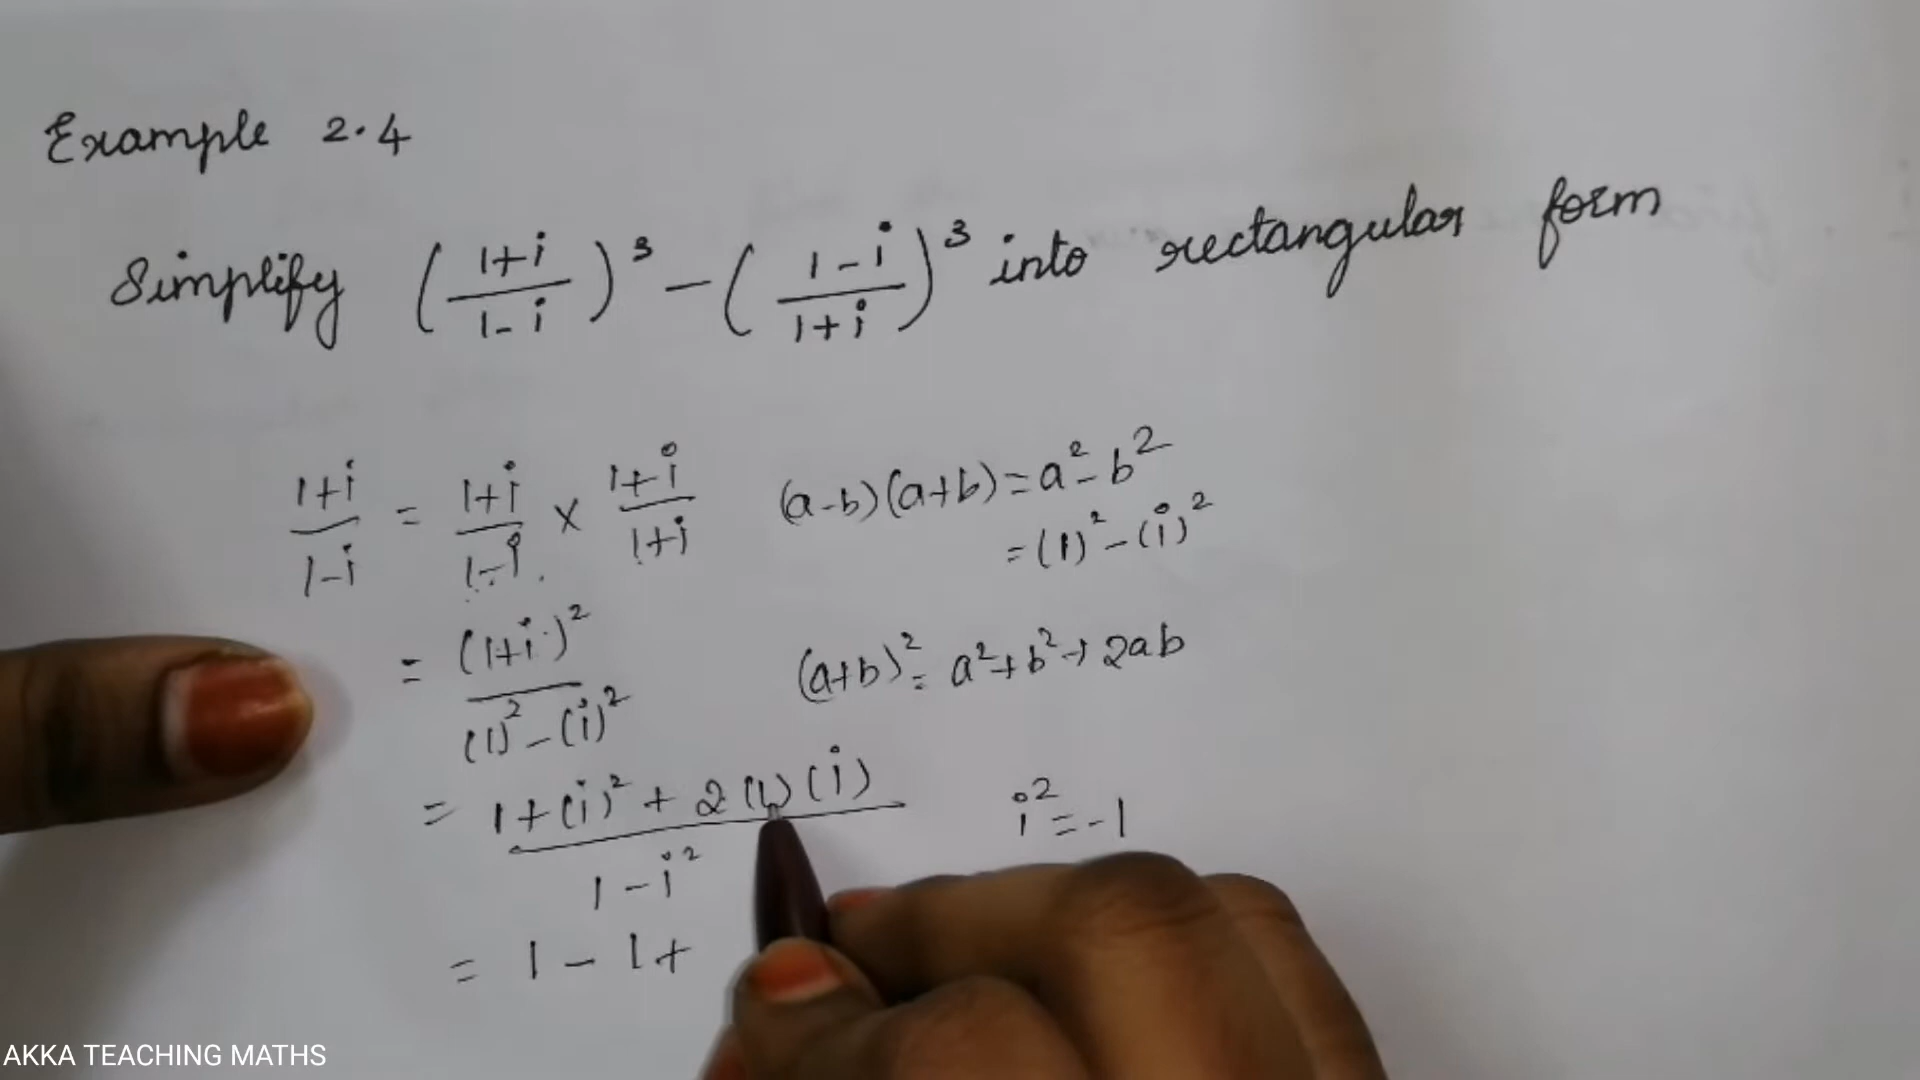 Example 2.4
Simplify (1+i/1-i)³ - (1-i/1+i)³ into rectangular form
1+i/1-i = 1+i/1-i × 1+i/1+i
(a-b)(a+b) = a²-b²
= (1)²-(i)²
= (1+i)²/(1)²-(i)²
(a+b)² = a²+b²+2ab
= 1+(i)²+2(1)(i)/1-i²
i²=-1
= 1-1+
AKKA TEACHING MATHS